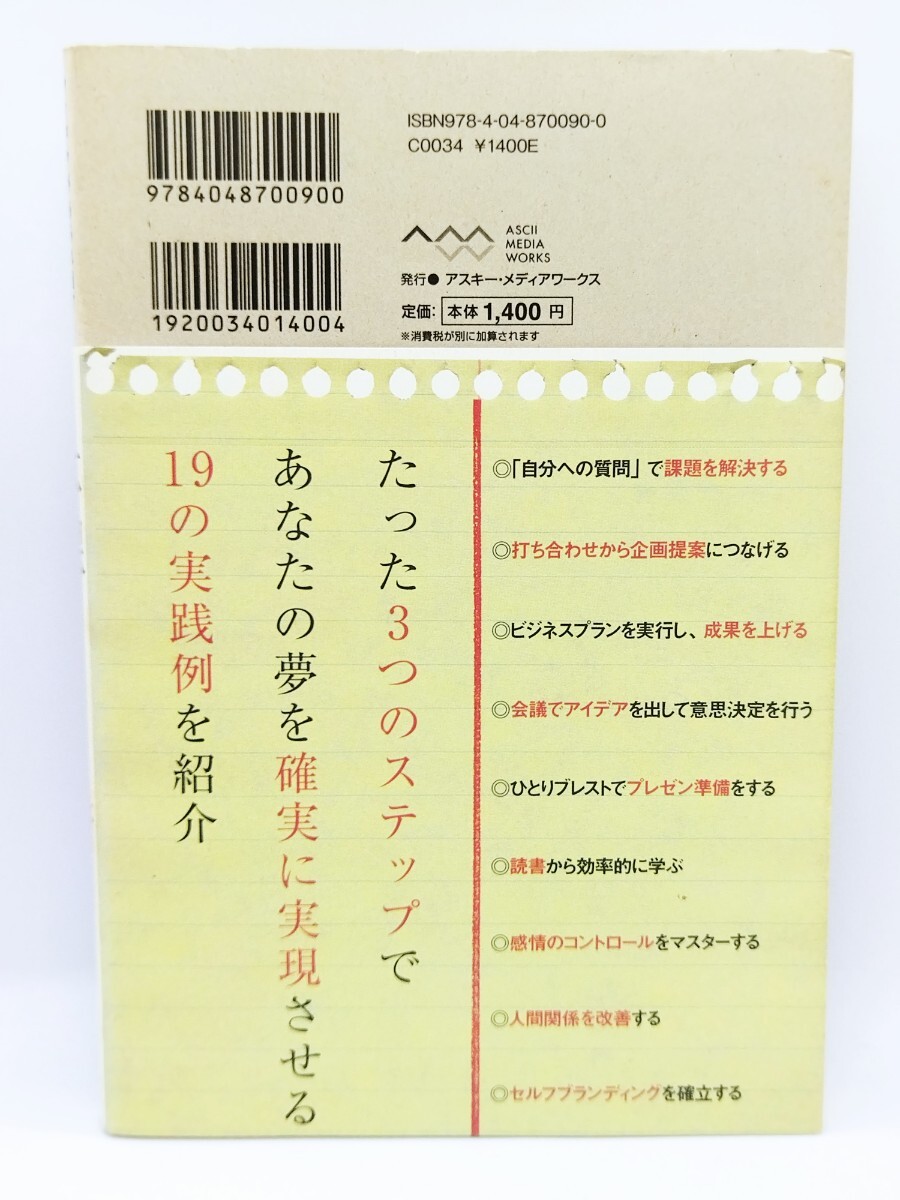 9784048700900
ISBN978-4-04-870090-0
C0034 ¥1400E
1920034014004
ASCII
MEDIA
WORKS
発行● アスキー・メディアワークス
定価: 本体1,400円
※消費税が別に加算されます
たった3つのステップで
あなたの夢を確実に実現させる
19の実践例を紹介
◎「自分への質問」で課題を解決する
◎打ち合わせから企画提案につなげる
◎ビジネスプランを実行し、成果を上げる
◎会議でアイデアを出して意思決定を行う
◎ひとりブレストでプレゼン準備をする
◎読書から効率的に学ぶ
◎感情のコントロールをマスターする
◎人間関係を改善する
◎セルフブランディングを確立する